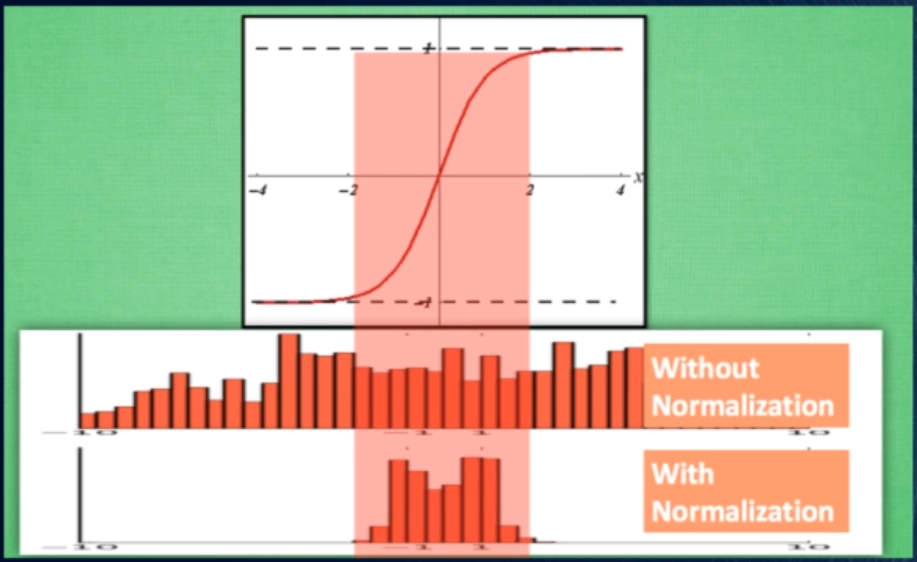 1
-4 -2 2 4 x
-1
Without
Normalization
-10 -1 1 10
With
Normalization
-10 -1 1 10